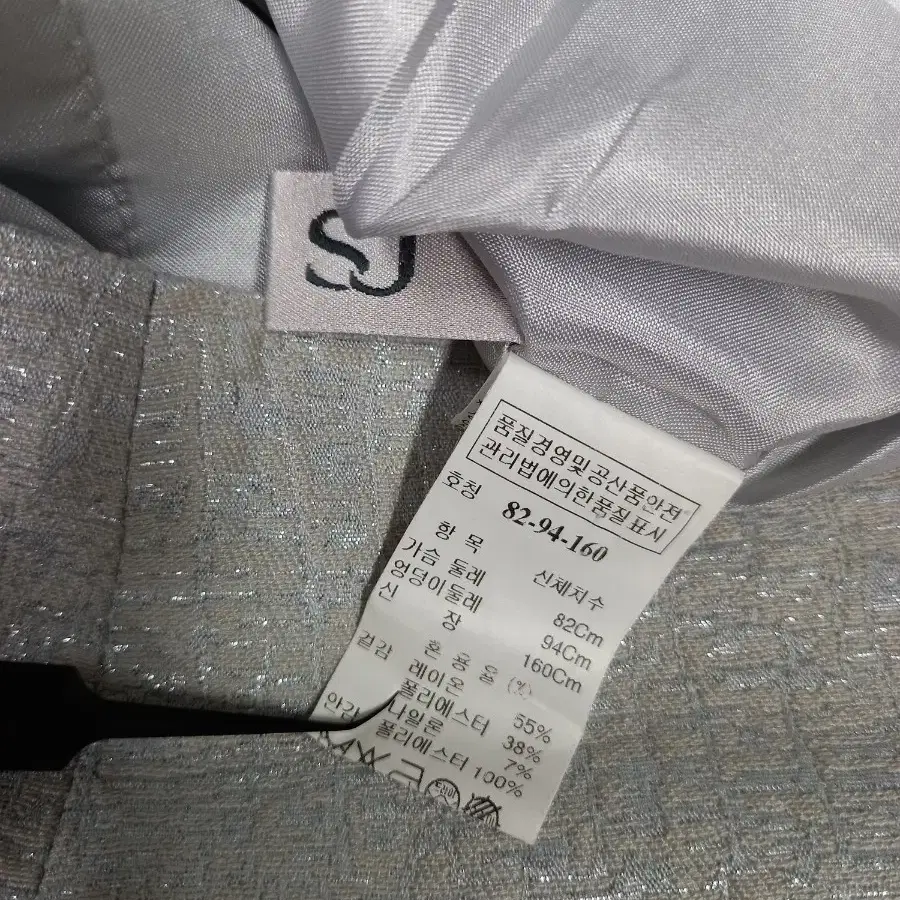 SJ
품질경영및공산품안전
관리법에의한품질표시
호칭 82-94-160
항 목 신체치수
가슴 둘레 82Cm
엉덩이둘레 94Cm
신 장 160Cm
겉감 혼 용 율 (%)
레이온 55%
폴리에스터 38%
나일론 7%
안감 폴리에스터 100%